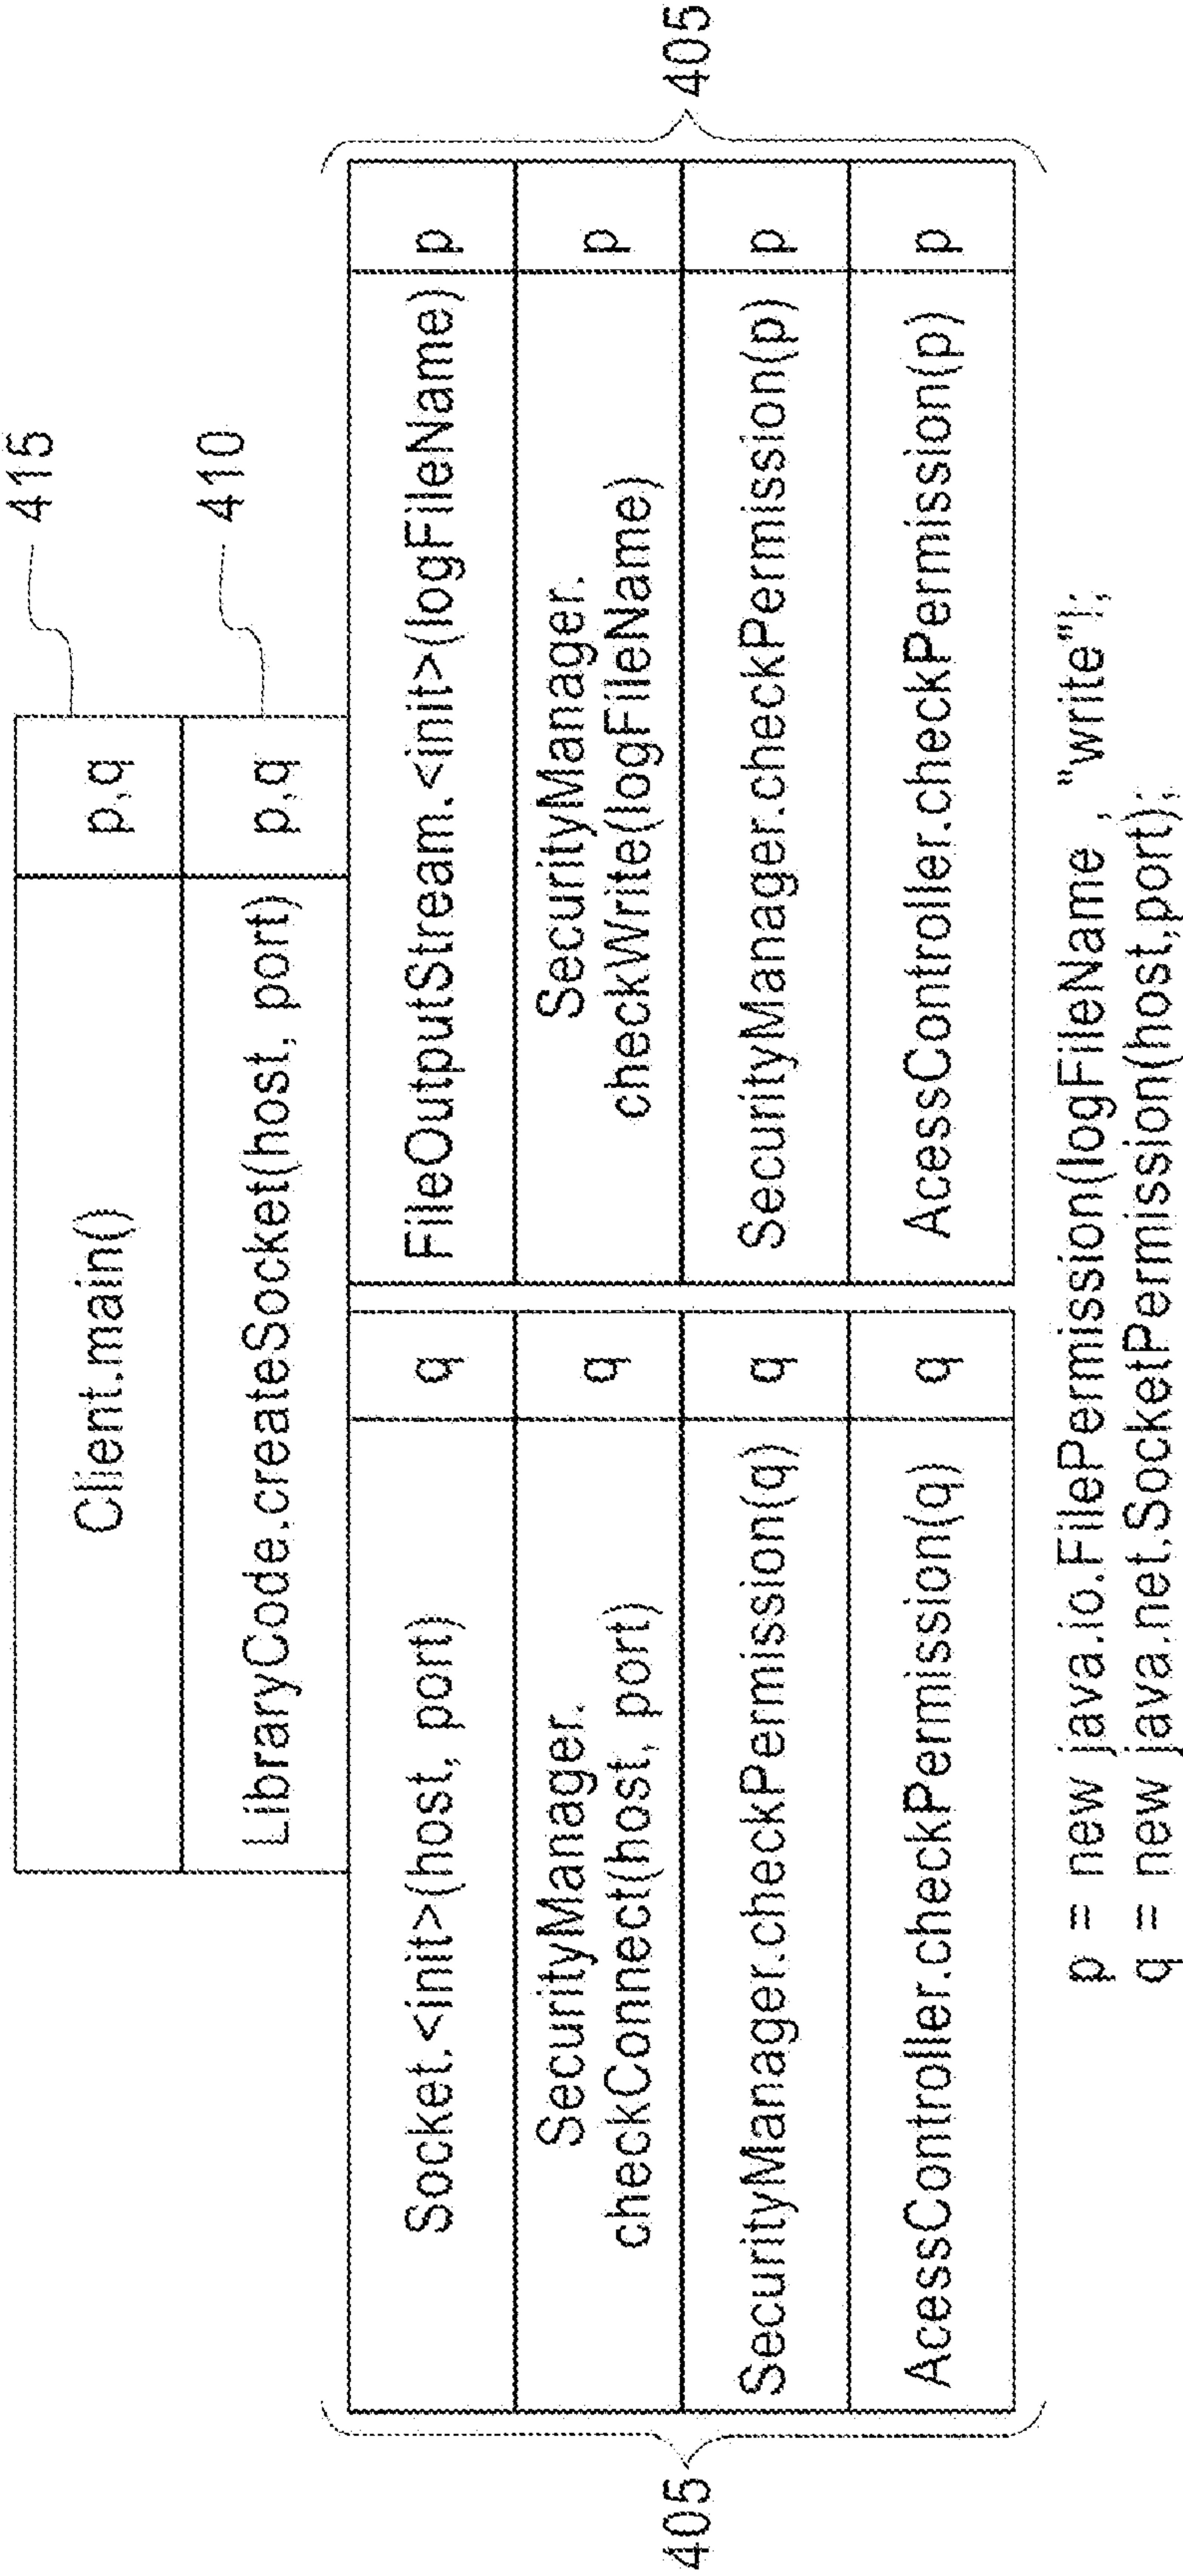 Client.main()
p,q
415
LibraryCode.createSocket(host, port)
p,q
410
Socket.<init>(host, port)
q
FileOutputStream.<init>(logFileName)
p
SecurityManager.
checkConnect(host, port)
q
SecurityManager.
checkWrite(logFileName)
p
405
405
SecurityManager.checkPermission(q)
q
SecurityManager.checkPermission(p)
p
AcessController.checkPermission(q)
q
AcessController.checkPermission(p)
p
p = new java.io.FilePermission(logFileName , "write");
q = new java.net.SocketPermission(host,port);